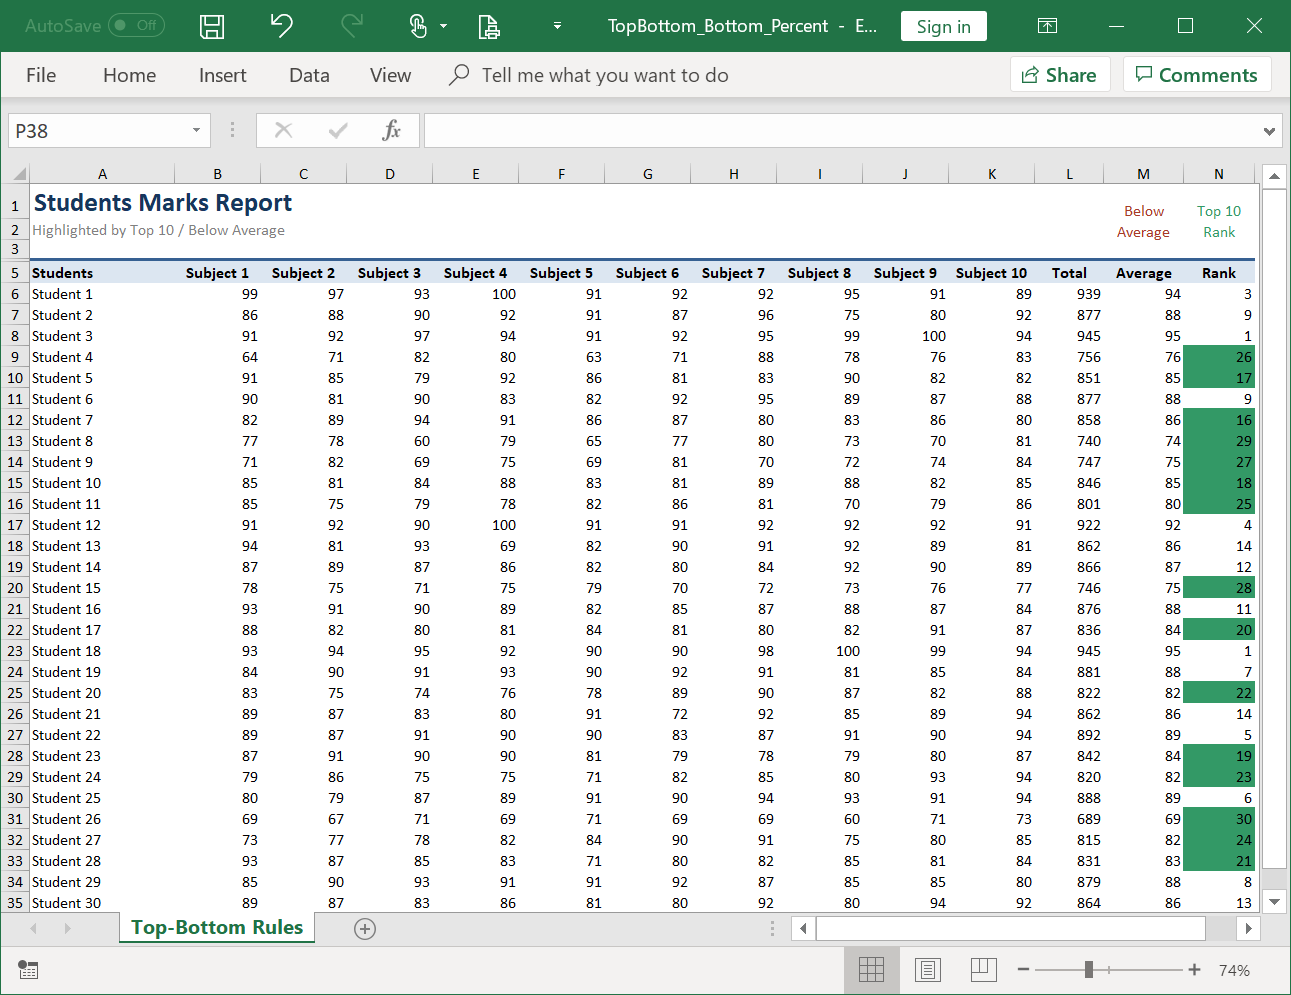 AutoSave Off TopBottom_Bottom_Percent - E... Sign in
File Home Insert Data View Tell me what you want to do Share Comments
P38 fx
A B C D E F G H I J K L M N
1 Students Marks Report Below Top 10
2 Highlighted by Top 10 / Below Average Average Rank
3
5 Students Subject 1 Subject 2 Subject 3 Subject 4 Subject 5 Subject 6 Subject 7 Subject 8 Subject 9 Subject 10 Total Average Rank
6 Student 1 99 97 93 100 91 92 92 95 91 89 939 94 3
7 Student 2 86 88 90 92 91 87 96 75 80 92 877 88 9
8 Student 3 91 92 97 94 91 92 95 99 100 94 945 95 1
9 Student 4 64 71 82 80 63 71 88 78 76 83 756 76 26
10 Student 5 91 85 79 92 86 81 83 90 82 82 851 85 17
11 Student 6 90 81 90 83 82 92 95 89 87 88 877 88 9
12 Student 7 82 89 94 91 86 87 80 83 86 80 858 86 16
13 Student 8 77 78 60 79 65 77 80 73 70 81 740 74 29
14 Student 9 71 82 69 75 69 81 70 72 74 84 747 75 27
15 Student 10 85 81 84 88 83 81 89 88 82 85 846 85 18
16 Student 11 85 75 79 78 82 86 81 70 79 86 801 80 25
17 Student 12 91 92 90 100 91 91 92 92 92 91 922 92 4
18 Student 13 94 81 93 69 82 90 91 92 89 81 862 86 14
19 Student 14 87 89 87 86 82 80 84 92 90 89 866 87 12
20 Student 15 78 75 71 75 79 70 72 73 76 77 746 75 28
21 Student 16 93 91 90 89 82 85 87 88 87 84 876 88 11
22 Student 17 88 82 80 81 84 81 80 82 91 87 836 84 20
23 Student 18 93 94 95 92 90 90 98 100 99 94 945 95 1
24 Student 19 84 90 91 93 90 92 91 81 85 84 881 88 7
25 Student 20 83 75 74 76 78 89 90 87 82 88 822 82 22
26 Student 21 89 87 83 80 91 72 92 85 89 94 862 86 14
27 Student 22 89 87 91 90 90 83 87 91 90 94 892 89 5
28 Student 23 87 91 90 90 81 79 78 79 80 87 842 84 19
29 Student 24 79 86 75 75 71 82 85 80 93 94 820 82 23
30 Student 25 80 79 87 89 91 90 94 93 91 94 888 89 6
31 Student 26 69 67 71 69 71 69 69 60 71 73 689 69 30
32 Student 27 73 77 78 82 84 90 91 75 80 85 815 82 24
33 Student 28 93 87 85 83 71 80 82 85 81 84 831 83 21
34 Student 29 85 90 93 91 91 92 87 85 85 80 879 88 8
35 Student 30 89 87 83 86 81 80 92 80 94 92 864 86 13
Top-Bottom Rules
74%